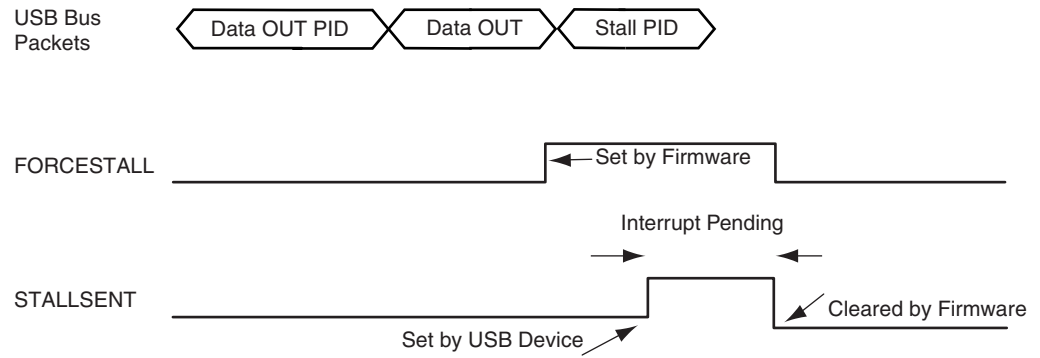 USB Bus
Packets
Data OUT PID
Data OUT
Stall PID
FORCESTALL
Set by Firmware
Interrupt Pending
STALLSENT
Cleared by Firmware
Set by USB Device